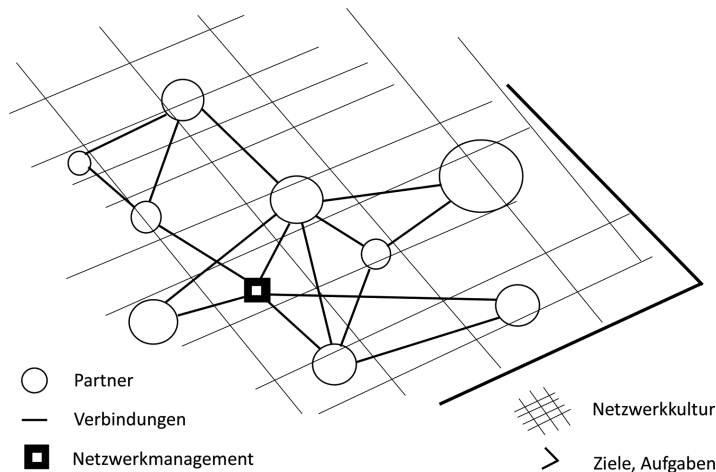 Partner
Verbindungen
Netzwerkmanagement
Netzwerkkultur
Ziele, Aufgaben